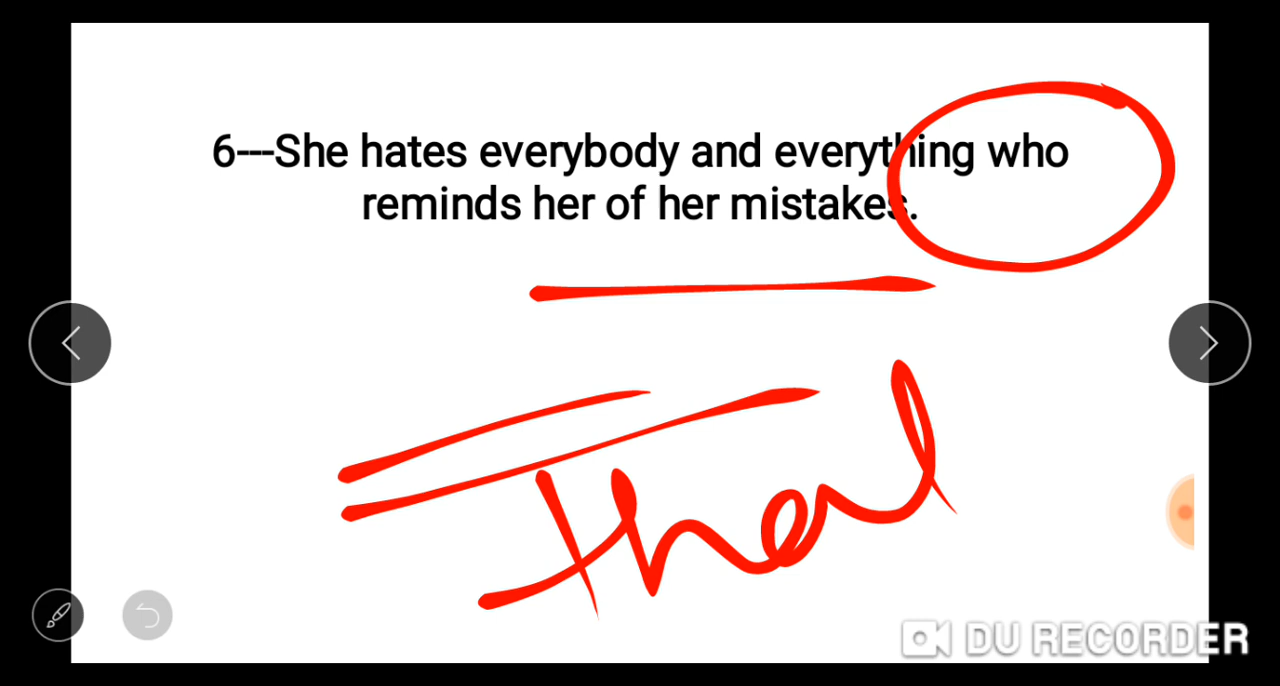 6---She hates everybody and everything who
reminds her of her mistakes.
that
DU RECORDER